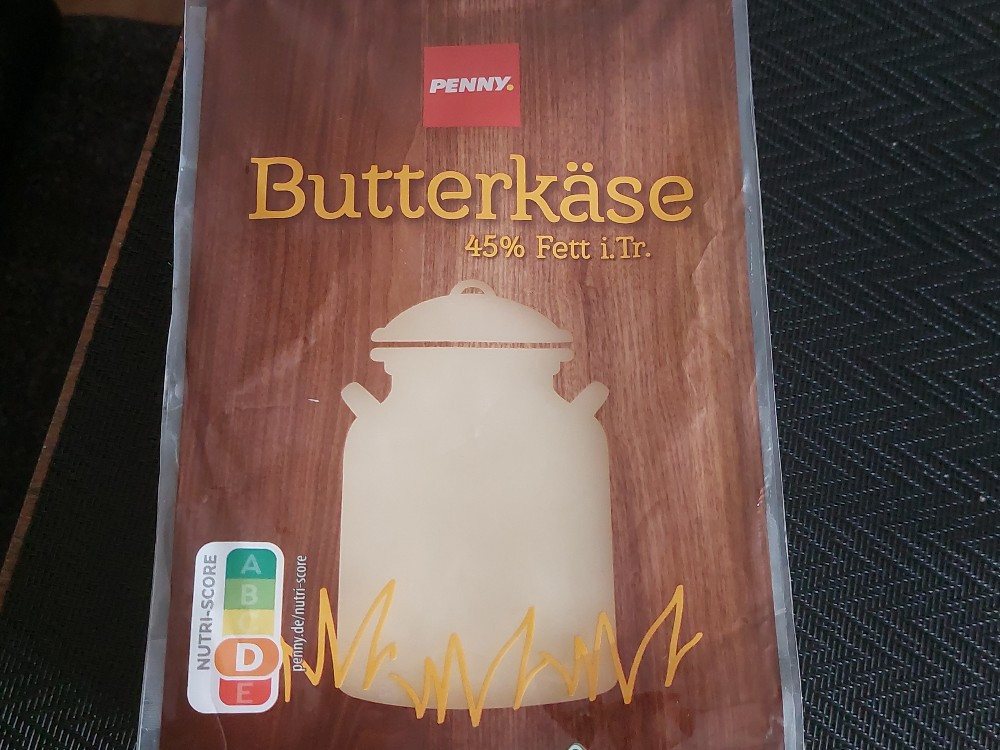 PENNY.
Butterkäse
45% Fett i.Tr.
NUTRI-SCORE
A
B
C
D
E
penny.de/nutri-score